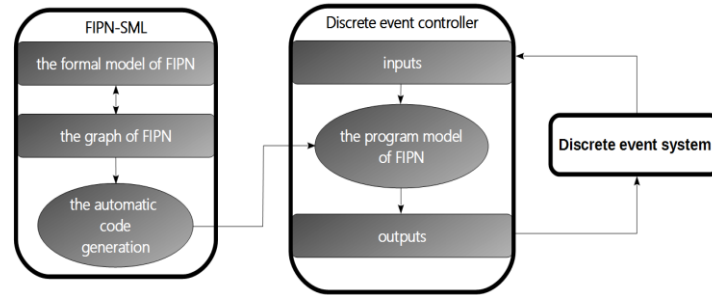 FIPN-SML
the formal model of FIPN
the graph of FIPN
the automatic
code
generation
Discrete event controller
inputs
the program model
of FIPN
outputs
Discrete event system